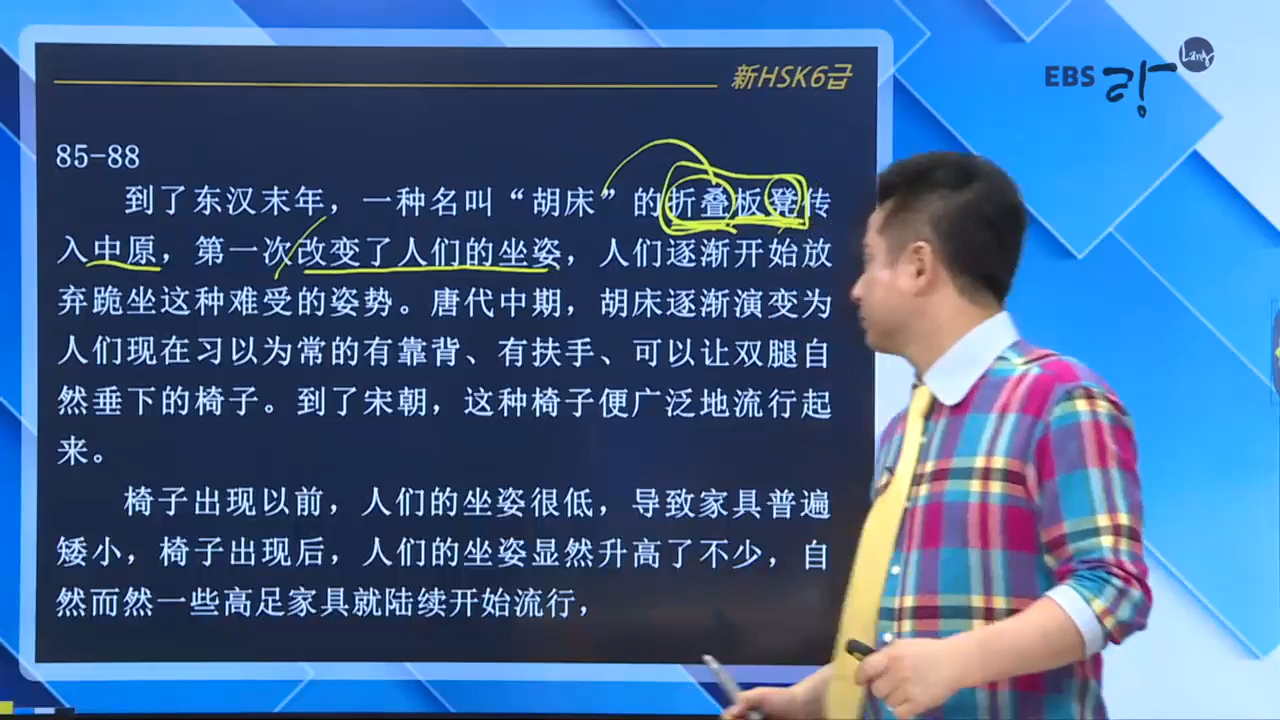 新HSK6급
EBS 랑
Lang
85-88
到了东汉末年，一种名叫“胡床”的折叠板凳传
入中原，第一次改变了人们的坐姿，人们逐渐开始放
弃跪坐这种难受的姿势。唐代中期，胡床逐渐演变为
人们现在习以为常的有靠背、有扶手、可以让双腿自
然垂下的椅子。到了宋朝，这种椅子便广泛地流行起
来。
椅子出现以前，人们的坐姿很低，导致家具普遍
矮小，椅子出现后，人们的坐姿显然升高了不少，自
然而然一些高足家具就陆续开始流行，